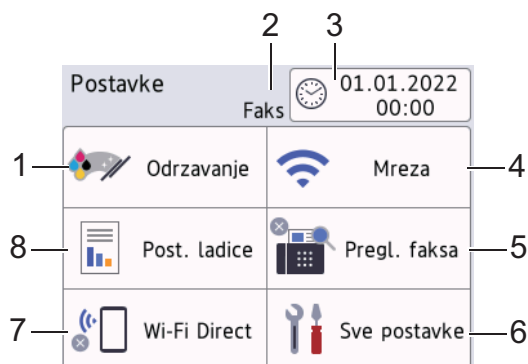 2 3
Postavke
Faks
01.01.2022
00:00
1 Odrzavanje Mreza 4
8 Post. ladice Pregl. faksa 5
7 Wi-Fi Direct Sve postavke 6